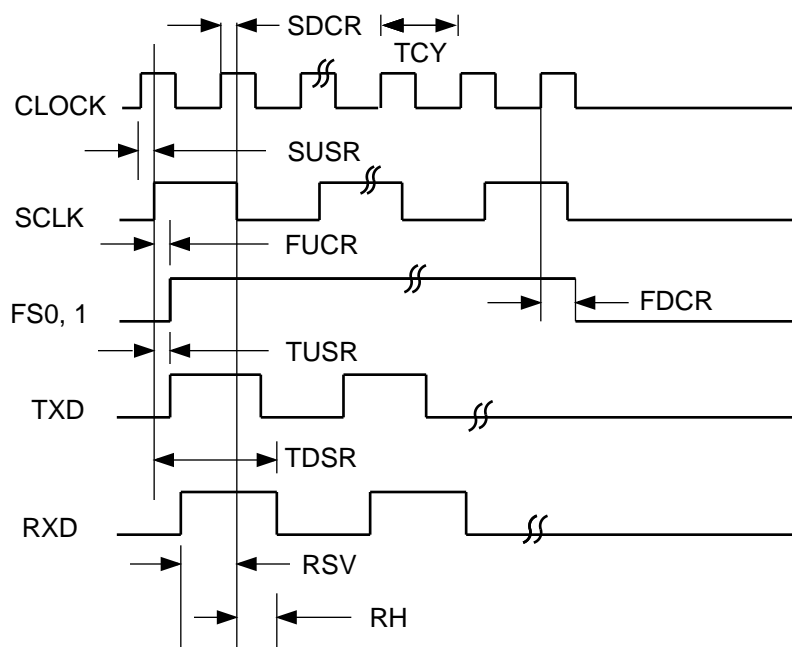 SDCR
TCY
CLOCK
SUSR
SCLK
FUCR
FS0, 1
FDCR
TUSR
TXD
TDSR
RXD
RSV
RH